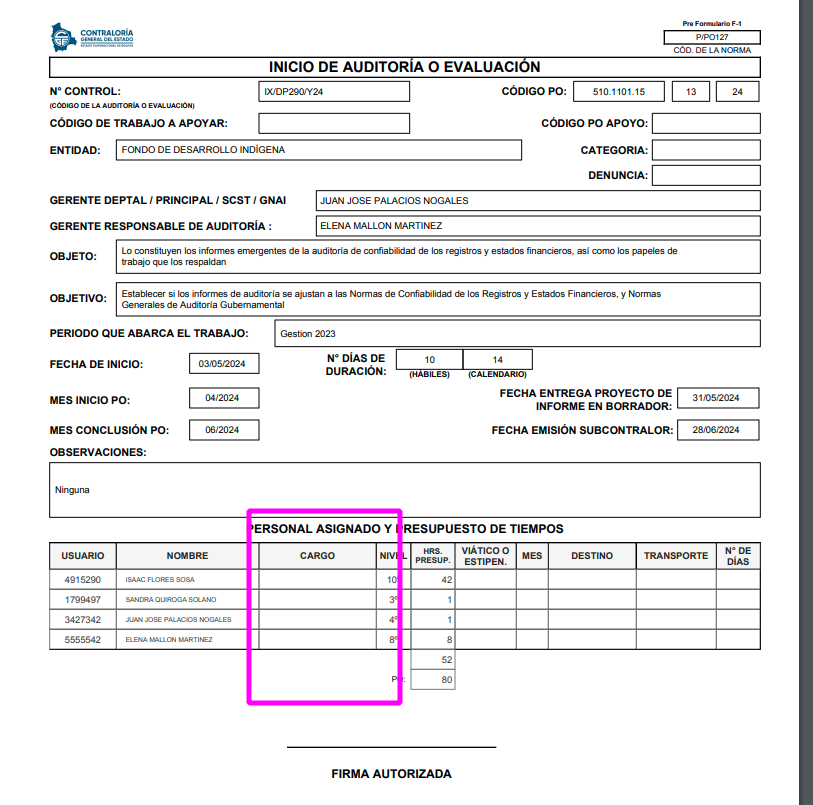 Pre Formulario F-1
CONTRALORÍA
GENERAL DEL ESTADO
ESTADO PLURINACIONAL DE BOLIVIA
P/PO127
CÓD. DE LA NORMA
INICIO DE AUDITORÍA O EVALUACIÓN
N° CONTROL: IX/DP290/Y24 CÓDIGO PO: 510.1101.15 13 24
(CÓDIGO DE LA AUDITORÍA O EVALUACIÓN)
CÓDIGO DE TRABAJO A APOYAR: CÓDIGO PO APOYO:
ENTIDAD: FONDO DE DESARROLLO INDÍGENA CATEGORIA:
DENUNCIA:
GERENTE DEPTAL / PRINCIPAL / SCST / GNAI JUAN JOSE PALACIOS NOGALES
GERENTE RESPONSABLE DE AUDITORÍA : ELENA MALLON MARTINEZ
OBJETO: Lo constituyen los informes emergentes de la auditoría de confiabilidad de los registros y estados financieros, así como los papeles de
trabajo que los respaldan
OBJETIVO: Establecer si los informes de auditoría se ajustan a las Normas de Confiabilidad de los Registros y Estados Financieros, y Normas
Generales de Auditoría Gubernamental
PERIODO QUE ABARCA EL TRABAJO: Gestion 2023
FECHA DE INICIO: 03/05/2024 N° DÍAS DE DURACIÓN: 10 14
(HÁBILES) (CALENDARIO)
MES INICIO PO: 04/2024 FECHA ENTREGA PROYECTO DE INFORME EN BORRADOR: 31/05/2024
MES CONCLUSIÓN PO: 06/2024 FECHA EMISIÓN SUBCONTRALOR: 28/06/2024
OBSERVACIONES:
Ninguna
PERSONAL ASIGNADO Y PRESUPUESTO DE TIEMPOS
USUARIO NOMBRE CARGO NIVEL HRS. PRESUP. VIÁTICO O ESTIPEN. MES DESTINO TRANSPORTE N° DE DÍAS
4915290 ISAAC FLORES SOSA 10° 42
1799497 SANDRA QUIROGA SOLANO 3° 1
3427342 JUAN JOSE PALACIOS NOGALES 4° 1
5555542 ELENA MALLON MARTINEZ 8° 8
52
PO: 80
FIRMA AUTORIZADA